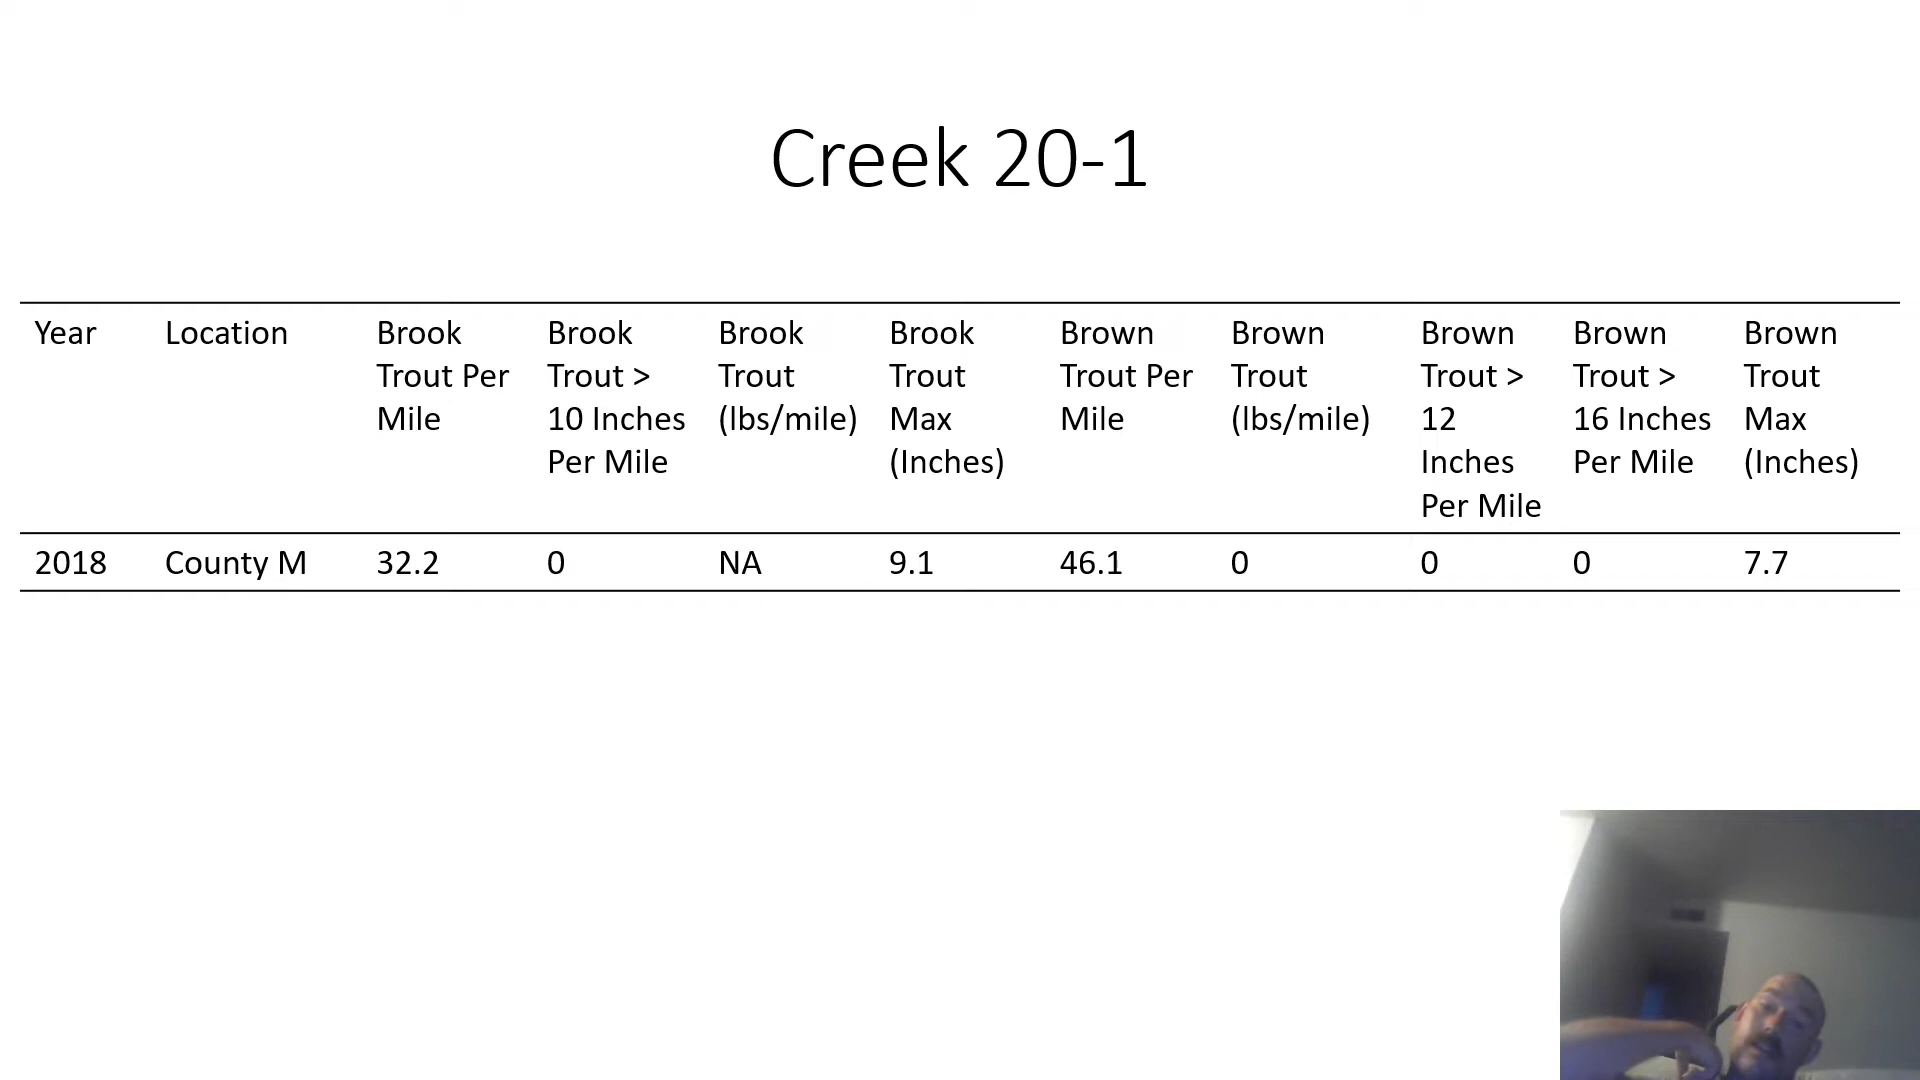 Creek 20-1
Year Location Brook Brook Brook Brook Brown Brown Brown Brown Brown
Trout Per Trout > Trout Trout Trout Per Trout Trout > Trout > Trout
Mile 10 Inches (lbs/mile) Max Mile (lbs/mile) 12 16 Inches Max
Per Mile (Inches) Inches Per Mile (Inches)
Per Mile
2018 County M 32.2 0 NA 9.1 46.1 0 0 0 7.7